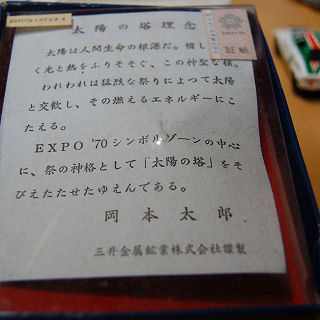 太陽の塔理念
証紙
太陽は人間生命の根源だ。惜し
く光と熱をふりそそぐ、この神聖な核。
われわれは猛烈な祭りによつて太陽
と交歓し、その燃えるエネルギーに
こたえる。
EXPO '70シンボルゾーンの中心
に、祭の神格として「太陽の塔」をそ
びえたたせたゆえんである。
岡本太郎
三井金属鉱業株式会社謹製